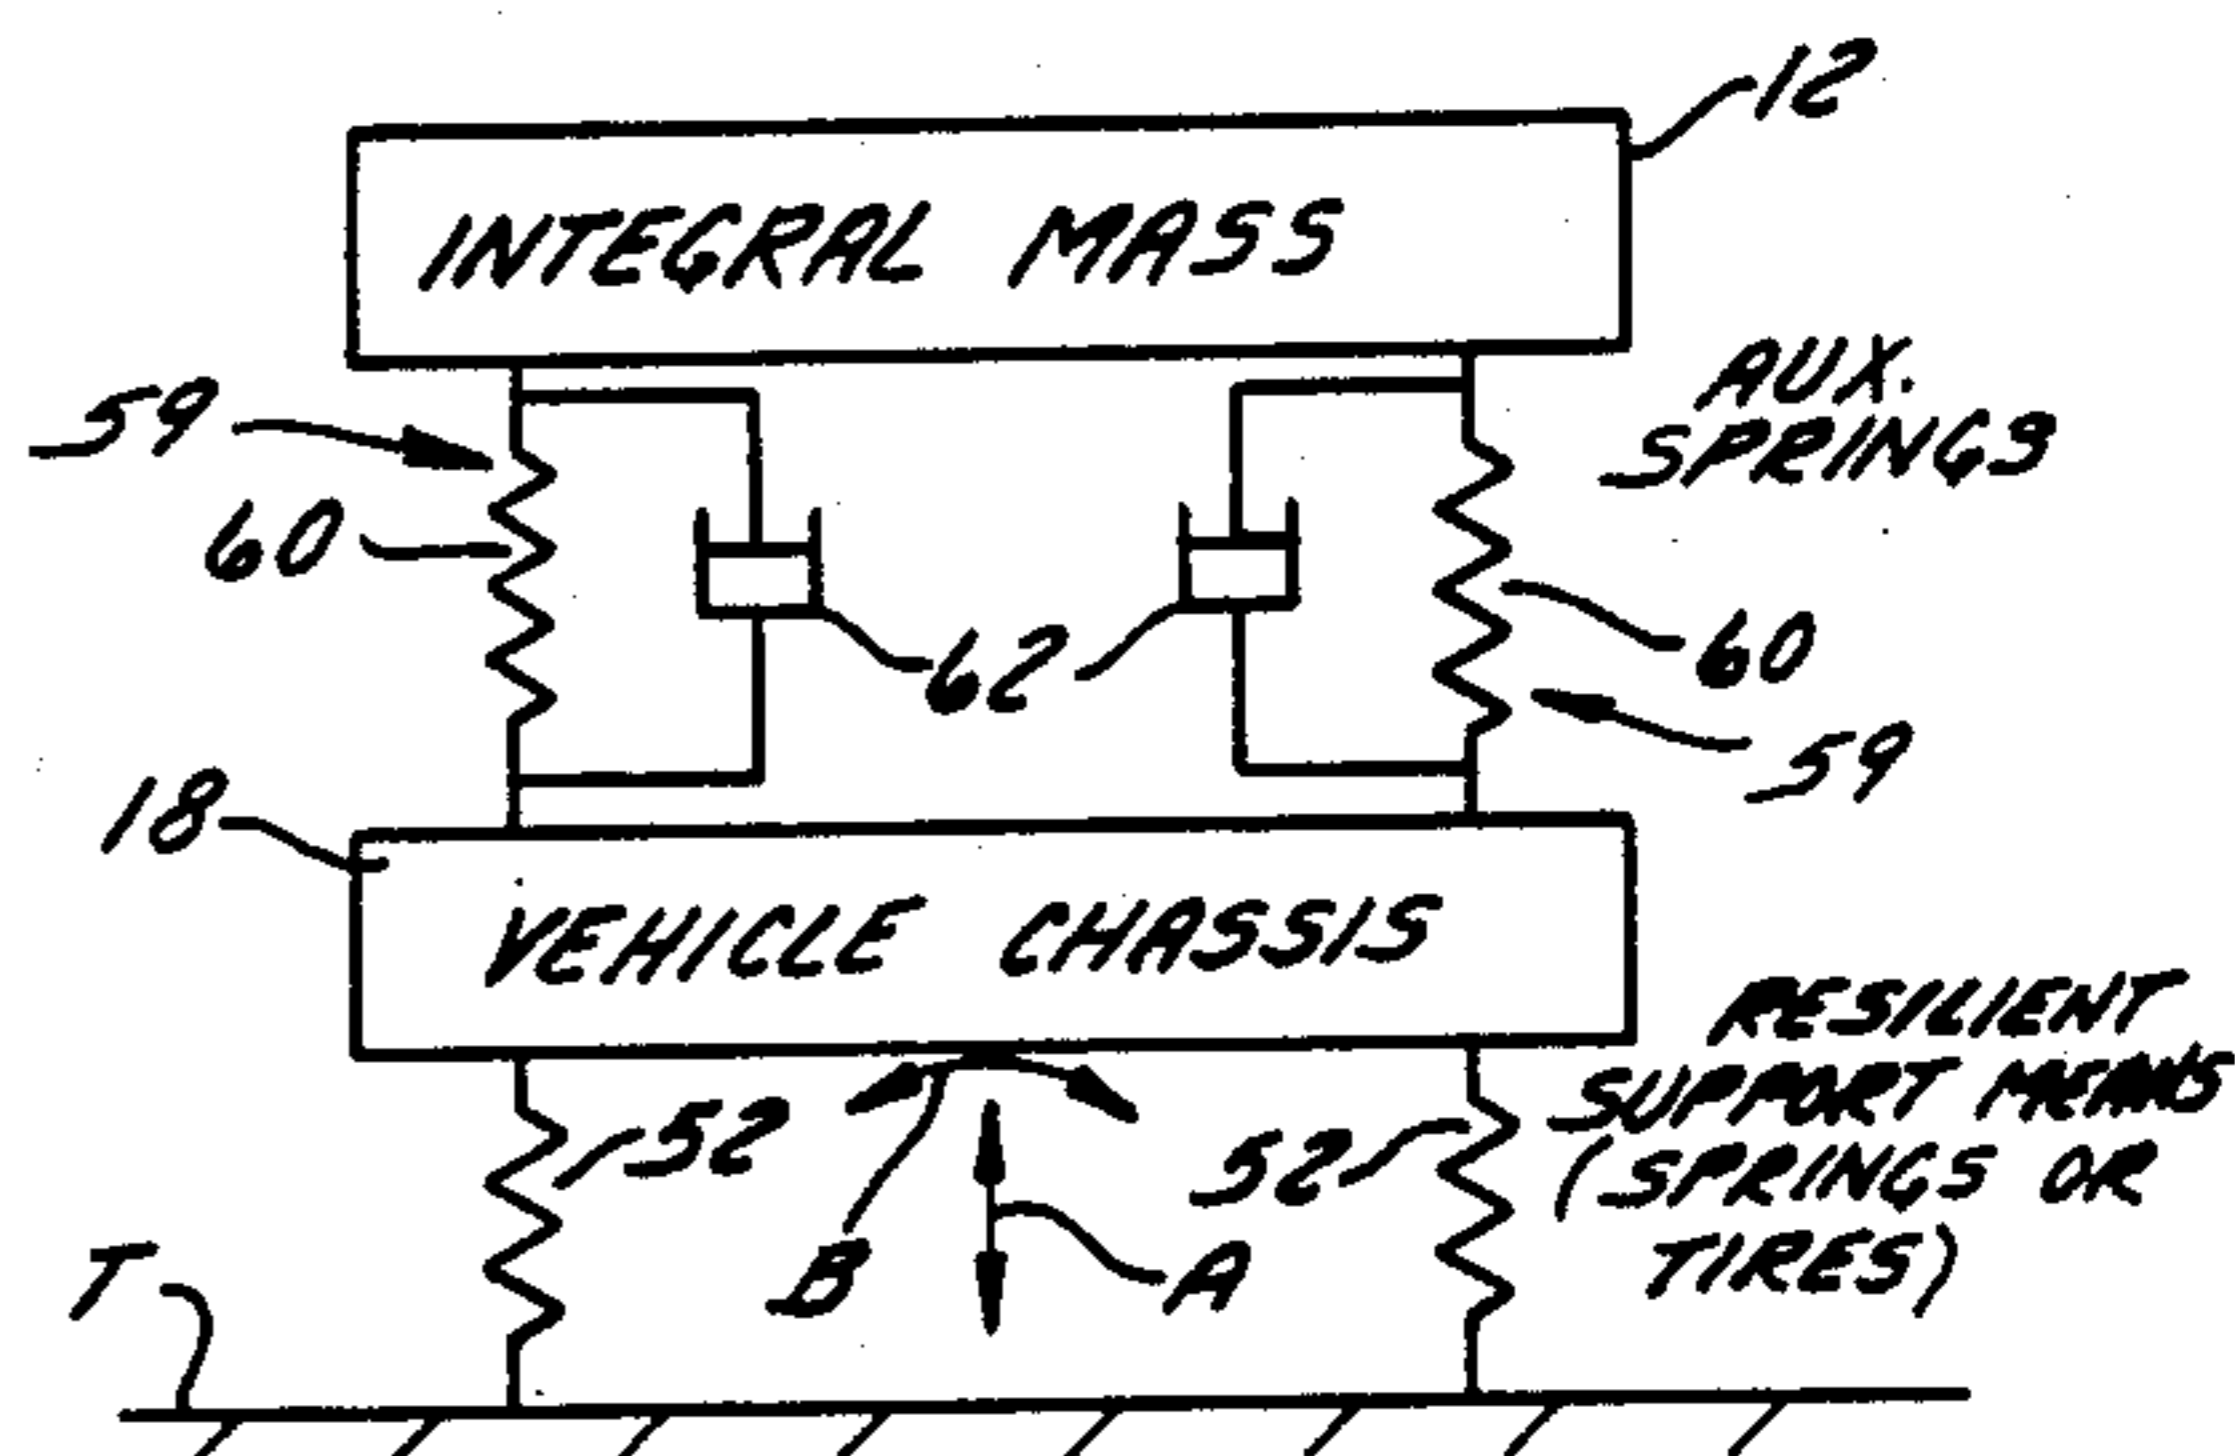 12
INTEGRAL MASS
AUX.
SPRINGS
59
60
62
60
59
18
VEHICLE CHASSIS
RESILIENT
SUPPORT MEANS
(SPRINGS OR
TIRES)
52
52
B
A
T